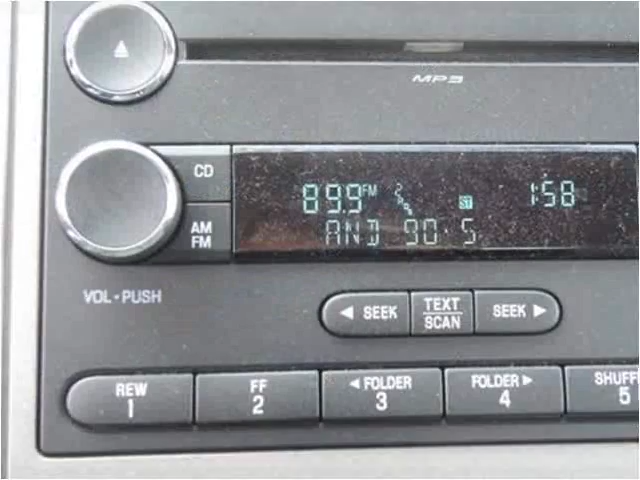 MP3
CD
89.9 FM ST 1:58
AM
FM
AND 90.5
VOL-PUSH
◄ SEEK TEXT SCAN SEEK ►
REW 1
FF 2
◄ FOLDER 3
FOLDER ► 4
5